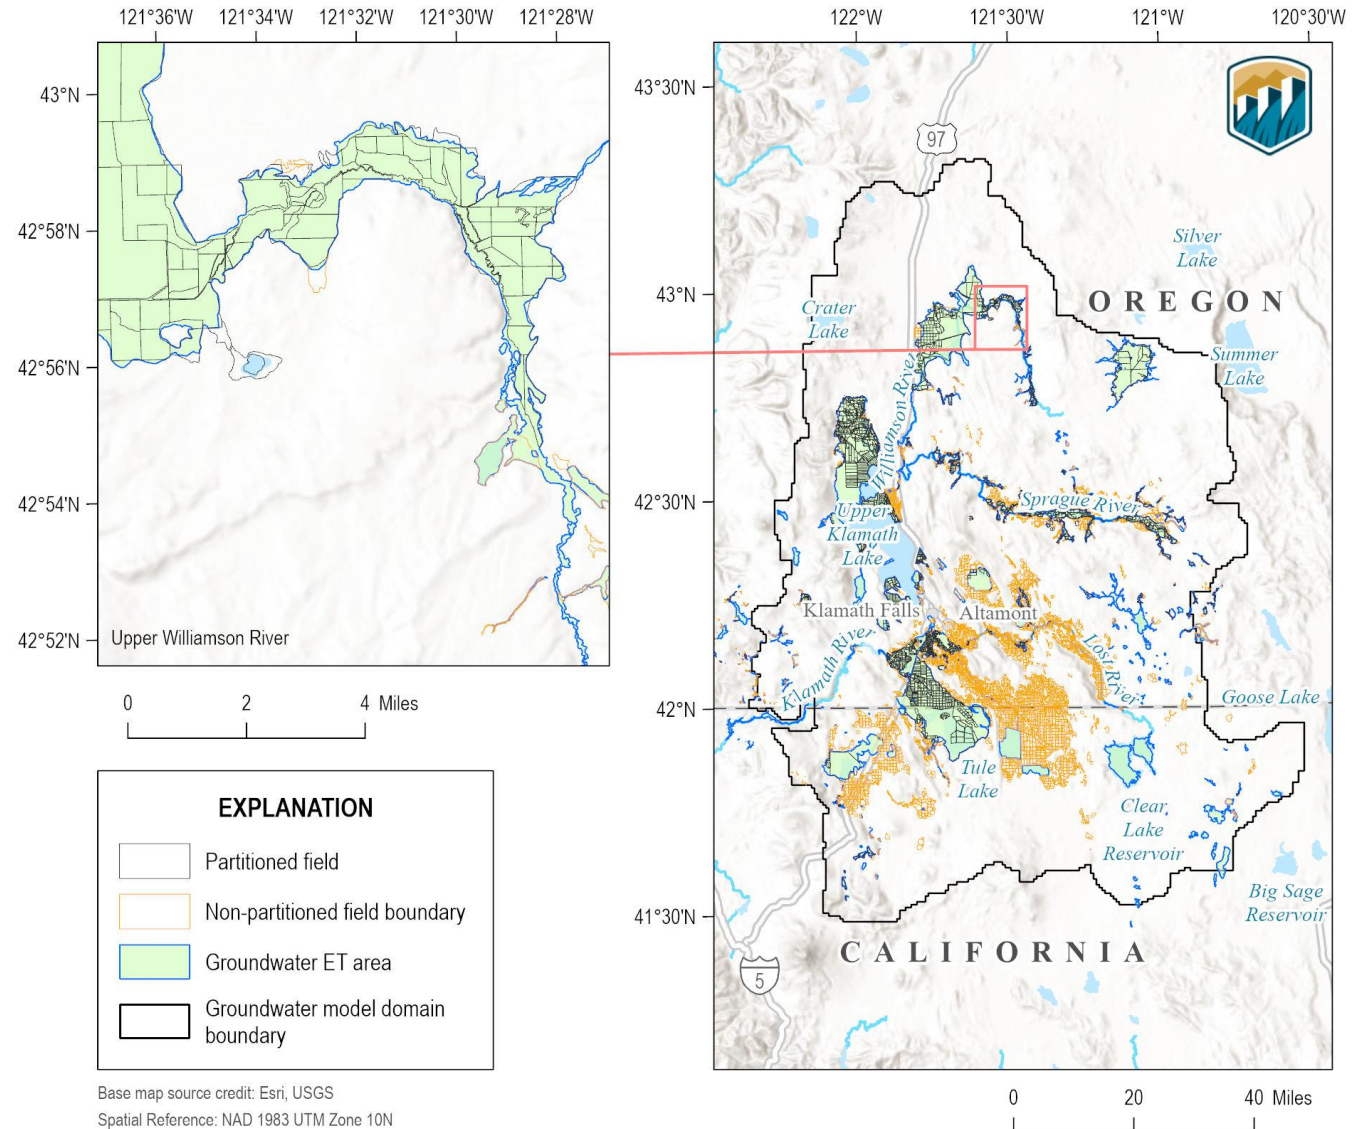 121°36'W 121°34'W 121°32'W 121°30'W 121°28'W
43°N
42°58'N
42°56'N
42°54'N
42°52'N
Upper Williamson River
0 2 4 Miles
EXPLANATION
Partitioned field
Non-partitioned field boundary
Groundwater ET area
Groundwater model domain
boundary
Base map source credit: Esri, USGS
Spatial Reference: NAD 1983 UTM Zone 10N
122°W 121°30'W 121°W 120°30'W
43°30'N
43°N
42°30'N
42°N
41°30'N
97
Silver
Lake
OREGON
Crater
Lake
Summer
Lake
Williamson River
Sprague River
Upper
Klamath
Lake
Klamath Falls
Altamont
Klamath River
Lost River
Goose Lake
Tule
Lake
Clear
Lake
Reservoir
Big Sage
Reservoir
CALIFORNIA
5
0 20 40 Miles